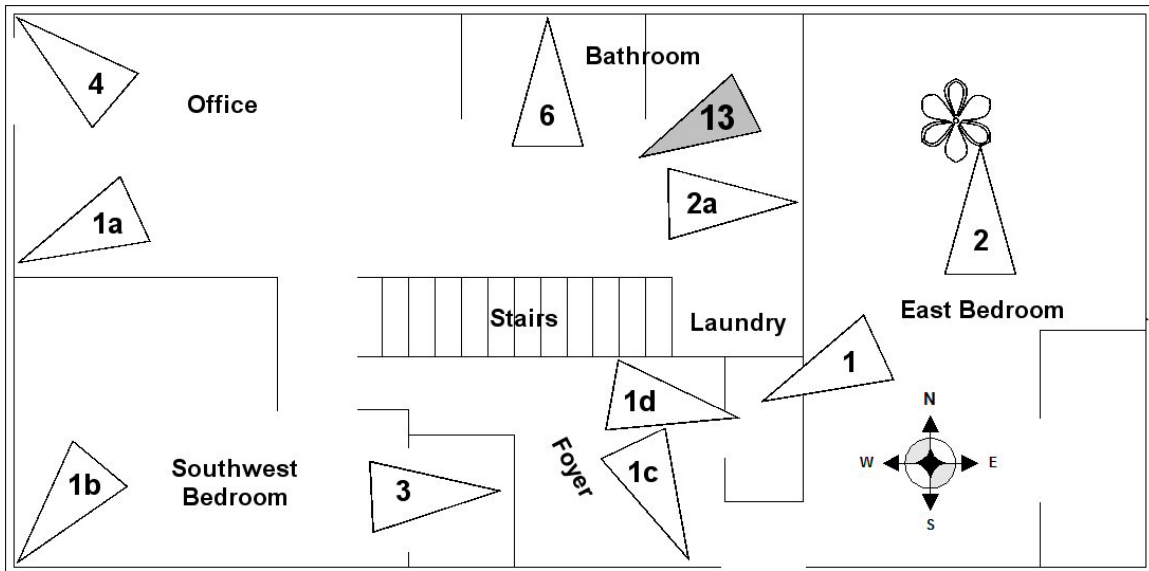 Bathroom
4
Office
6
13
2a
1a
2
East Bedroom
Stairs
Laundry
1
1d
N
Foyer
W
E
1c
Southwest
Bedroom
1b
3
S